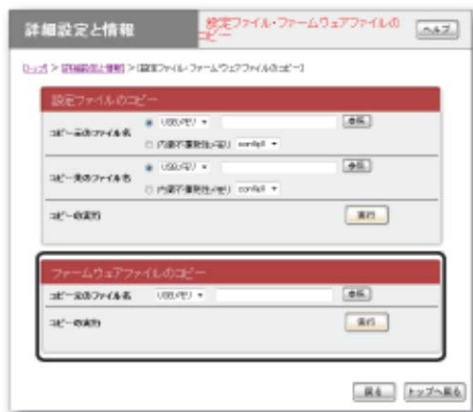 詳細設定と情報
設定ファイル・ファームウェアファイルの
コピー
ヘルプ
[トップ] > [詳細設定と情報] > [設定ファイル・ファームウェアファイルのコピー]
設定ファイルのコピー
コピー元のファイル名
USBメモリ
参照
内蔵不揮発性メモリ config0
コピー先のファイル名
USBメモリ
参照
内蔵不揮発性メモリ config0
コピーの実行
実行
ファームウェアファイルのコピー
コピー元のファイル名
USBメモリ
参照
コピーの実行
実行
戻る
トップへ戻る